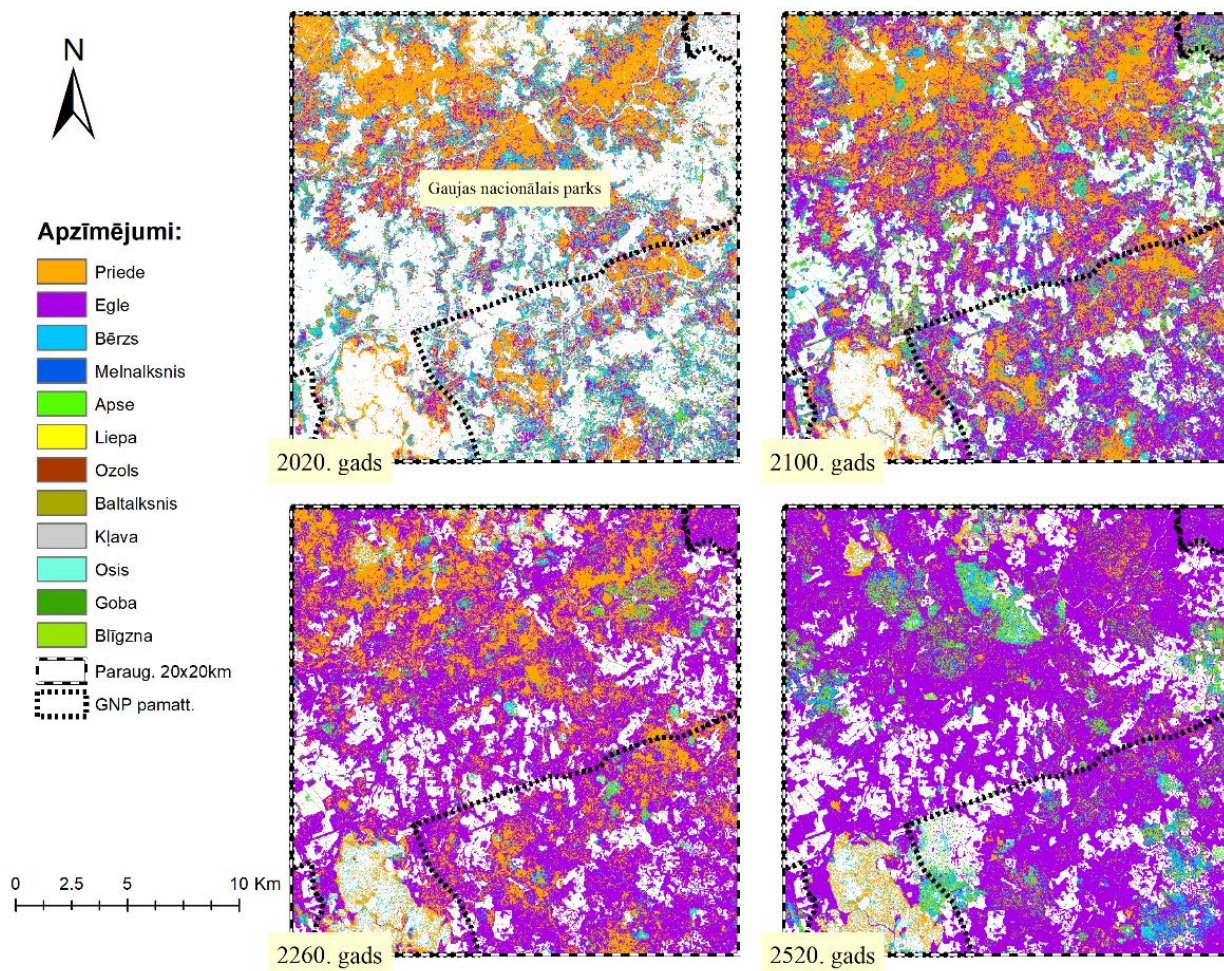 N
Gaujas nacionālais parks
Apzīmējumi:
Priede
Egle
Bērzs
Melnalksnis
Apse
Liepa
Ozols
Baltalksnis
Kļava
Osis
Goba
Blīgzna
Paraug. 20x20km
GNP pamatt.
0 2.5 5 10 Km
2020. gads
2100. gads
2260. gads
2520. gads